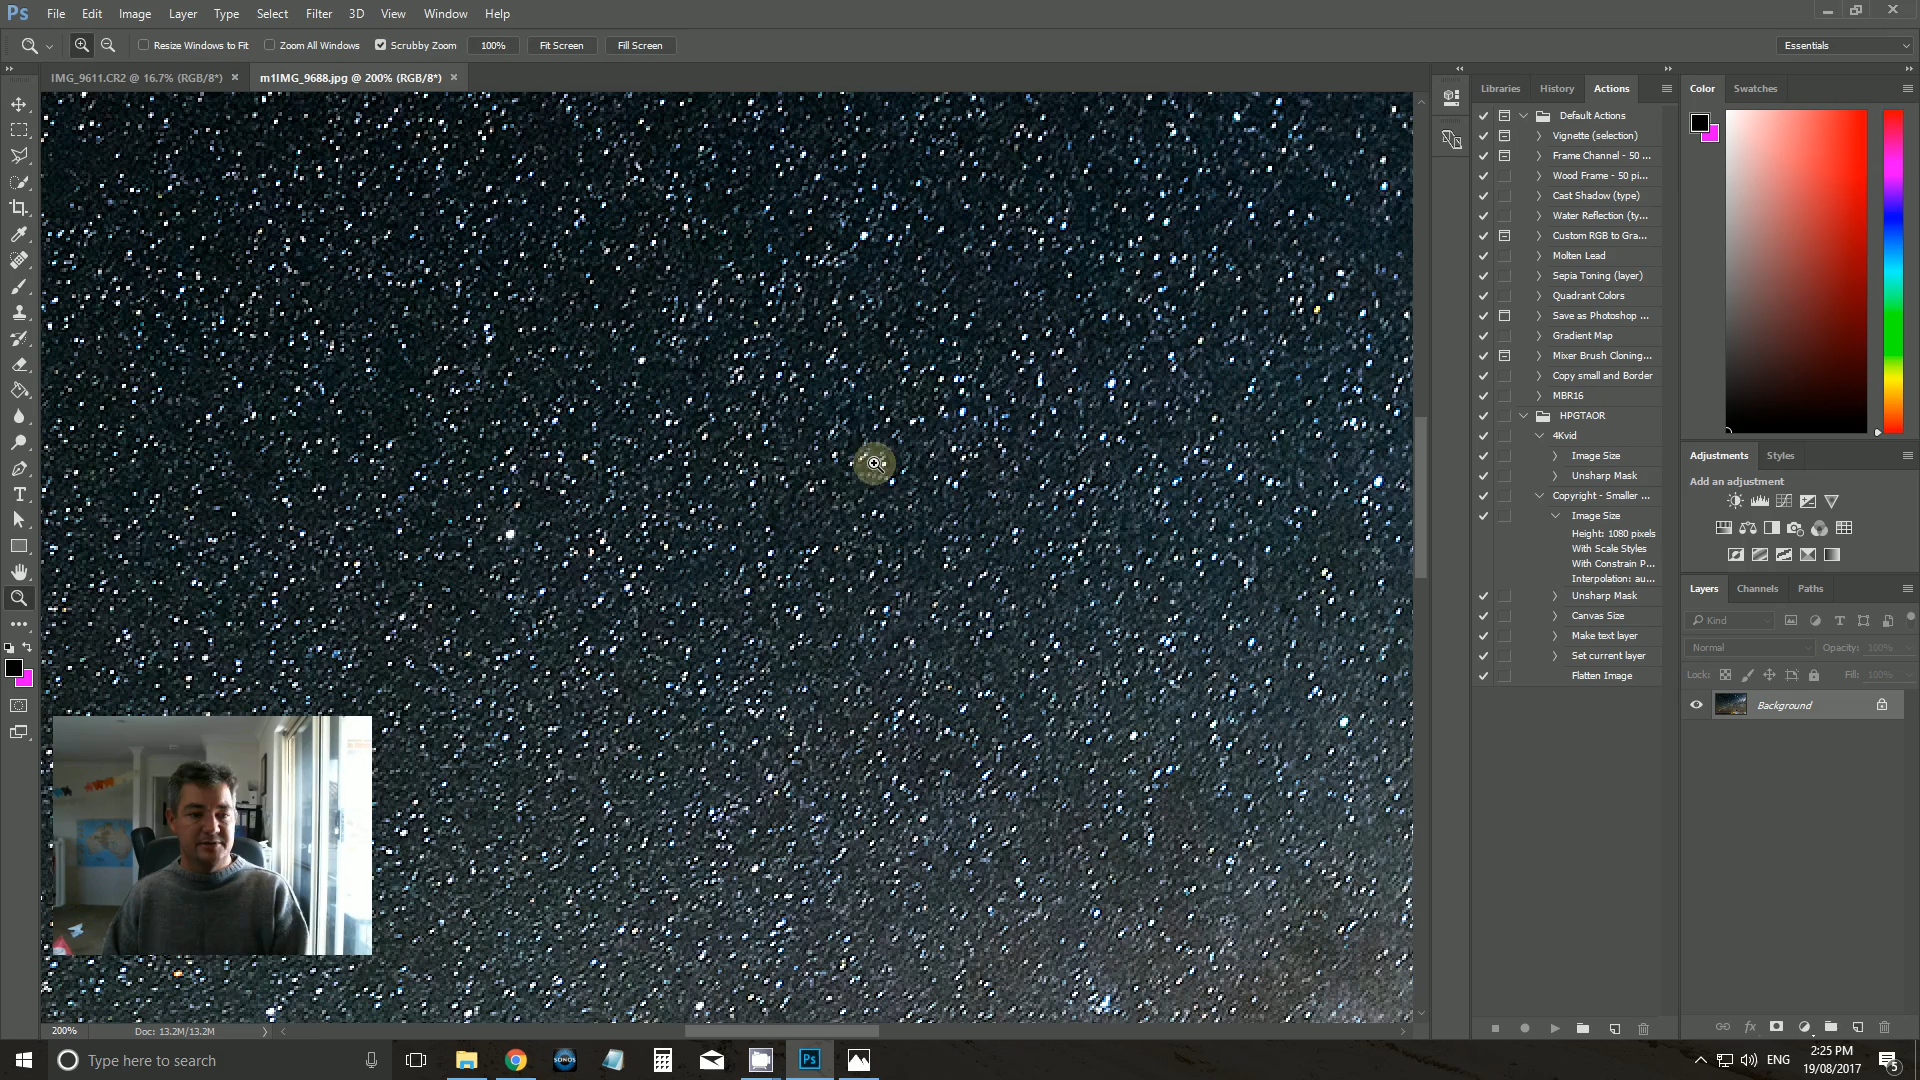 Ps File Edit Image Layer Type Select Filter 3D View Window Help
Resize Windows to Fit Zoom All Windows Scrubby Zoom 100% Fit Screen Fill Screen Essentials
IMG_9611.CR2 @ 16.7% (RGB/8*) × m1IMG_9688.jpg @ 200% (RGB/8*) ×
Libraries History Actions
Default Actions
Vignette (selection)
Frame Channel - 50 ...
Wood Frame - 50 pi...
Cast Shadow (type)
Water Reflection (ty...
Custom RGB to Gra...
Molten Lead
Sepia Toning (layer)
Quadrant Colors
Save as Photoshop ...
Gradient Map
Mixer Brush Cloning...
Copy small and Border
MBR16
HPGTAOR
4Kvid
Image Size
Unsharp Mask
Copyright - Smaller ...
Image Size
Height: 1080 pixels
With Scale Styles
With Constrain P...
Interpolation: au...
Unsharp Mask
Canvas Size
Make text layer
Set current layer
Flatten Image
Color Swatches
Adjustments Styles
Add an adjustment
Layers Channels Paths
Kind
Normal Opacity: 100%
Lock: Fill: 100%
Background
200% Doc: 13.2M/13.2M
Type here to search
SONOS
Ps
ENG
2:25 PM
19/08/2017
5